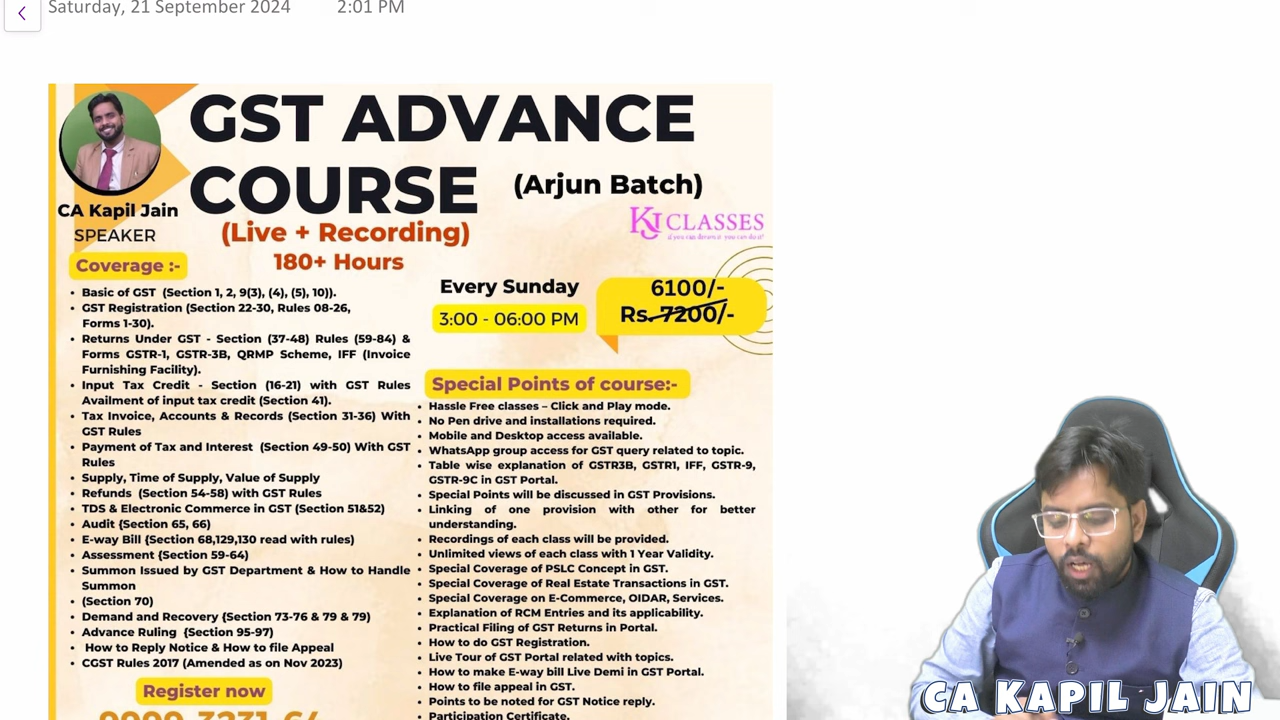 Saturday, 21 September 2024 2:01 PM
GST ADVANCE
COURSE (Arjun Batch)
CA Kapil Jain
SPEAKER
(Live + Recording)
180+ Hours
KJ CLASSES
if you can dream it you can do it!
Every Sunday
3:00 - 06:00 PM
6100/-
Rs. 7200/-
Coverage :-
• Basic of GST (Section 1, 2, 9(3), (4), (5), 10)).
• GST Registration (Section 22-30, Rules 08-26,
Forms 1-30).
• Returns Under GST - Section (37-48) Rules (59-84) &
Forms GSTR-1, GSTR-3B, QRMP Scheme, IFF (Invoice
Furnishing Facility).
• Input Tax Credit - Section (16-21) with GST Rules
Availment of input tax credit (Section 41).
• Tax Invoice, Accounts & Records (Section 31-36) With
GST Rules
• Payment of Tax and Interest (Section 49-50) With GST
Rules
• Supply, Time of Supply, Value of Supply
• Refunds (Section 54-58) with GST Rules
• TDS & Electronic Commerce in GST (Section 51&52)
• Audit {Section 65, 66)
• E-way Bill {Section 68,129,130 read with rules)
• Assessment {Section 59-64)
• Summon Issued by GST Department & How to Handle
Summon
• (Section 70)
• Demand and Recovery {Section 73-76 & 79 & 79)
• Advance Ruling {Section 95-97)
• How to Reply Notice & How to file Appeal
• CGST Rules 2017 (Amended as on Nov 2023)
Register now
Special Points of course:-
• Hassle Free classes – Click and Play mode.
• No Pen drive and installations required.
• Mobile and Desktop access available.
• WhatsApp group access for GST query related to topic.
• Table wise explanation of GSTR3B, GSTR1, IFF, GSTR-9,
GSTR-9C in GST Portal.
• Special Points will be discussed in GST Provisions.
• Linking of one provision with other for better
understanding.
• Recordings of each class will be provided.
• Unlimited views of each class with 1 Year Validity.
• Special Coverage of PSLC Concept in GST.
• Special Coverage of Real Estate Transactions in GST.
• Special Coverage on E-Commerce, OIDAR, Services.
• Explanation of RCM Entries and its applicability.
• Practical Filing of GST Returns in Portal.
• How to do GST Registration.
• Live Tour of GST Portal related with topics.
• How to make E-way bill Live Demi in GST Portal.
• How to file appeal in GST.
• Points to be noted for GST Notice reply.
• Participation Certificate.
CA KAPIL JAIN